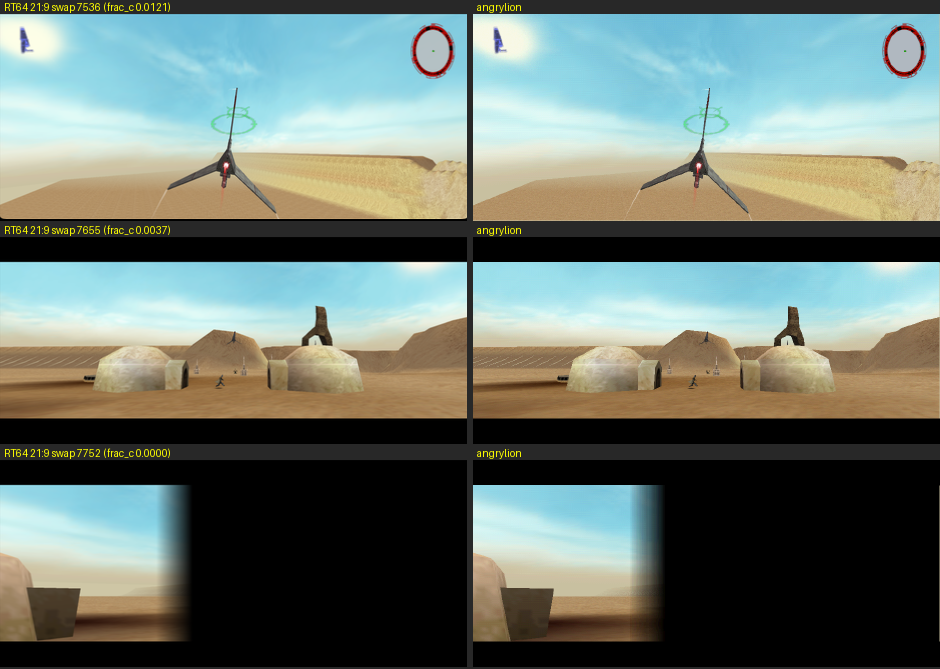 RT64 21:9 swap 7536 (frac_c 0.0121)
angrylion
RT64 21:9 swap 7655 (frac_c 0.0037)
angrylion
RT64 21:9 swap 7752 (frac_c 0.0000)
angrylion